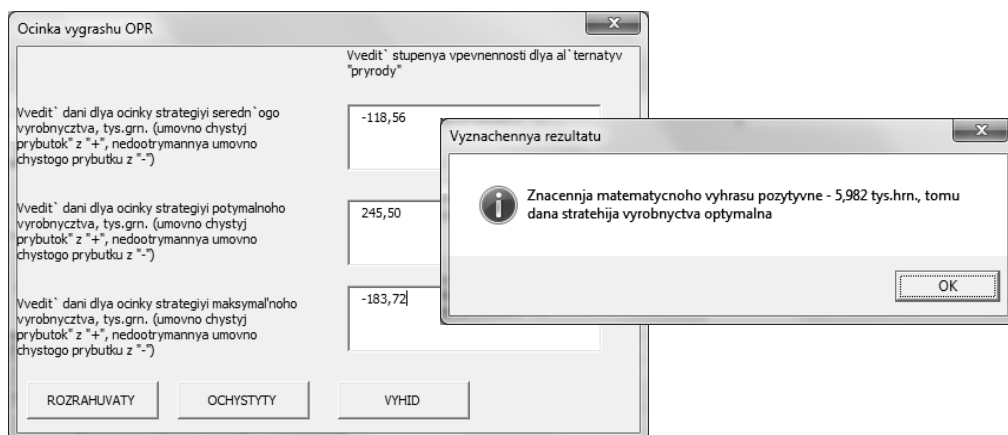 Ocinka vygrashu OPR
Vvedit` stupenya vpevnennosti dlya al`ternatyv
"pryrody"
Vvedit` dani dlya ocinky strategiyi seredn`ogo
vyrobnycztva, tys.grn. (umovno chystyj
prybutok" z "+", nedootrymannya umovno
chystogo prybutku z "-")
-118,56
Vvedit` dani dlya ocinky strategiyi potymalnoho
vyrobnycztva, tys.grn. (umovno chystyj
prybutok" z "+", nedootrymannya umovno
chystogo prybutku z "-")
245,50
Vvedit` dani dlya ocinky strategiyi maksymal'noho
vyrobnycztva, tys.grn. (umovno chystyj
prybutok" z "+", nedootrymannya umovno
chystogo prybutku z "-")
-183,72
ROZRAHUVATY
OCHYSTYTY
VYHID
Vyznachennya rezultatu
Znacennja matematycnoho vyhrasu pozytyvne - 5,982 tys.hrn., tomu
dana stratehija vyrobnyctva optymalna
OK